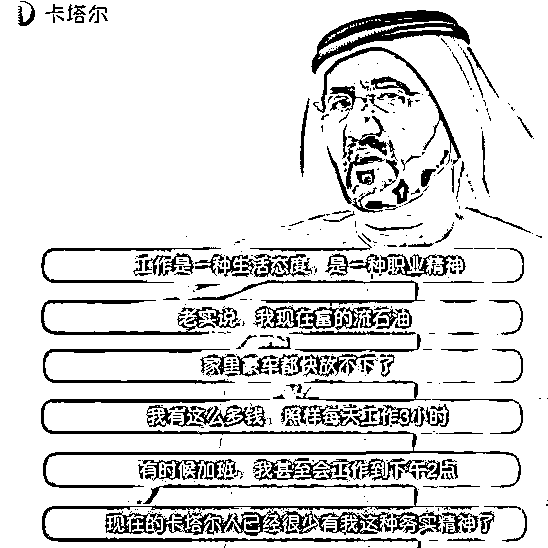 卡塔尔
工作是一种生活态度，是一种职业精神
老实说，我现在富的流石油
家里豪车都快放不下了
我有这么多钱，照样每天工作3小时
有时候加班，我甚至会工作到下午2点
现在的卡塔尔人已经很少有我这种务实精神了